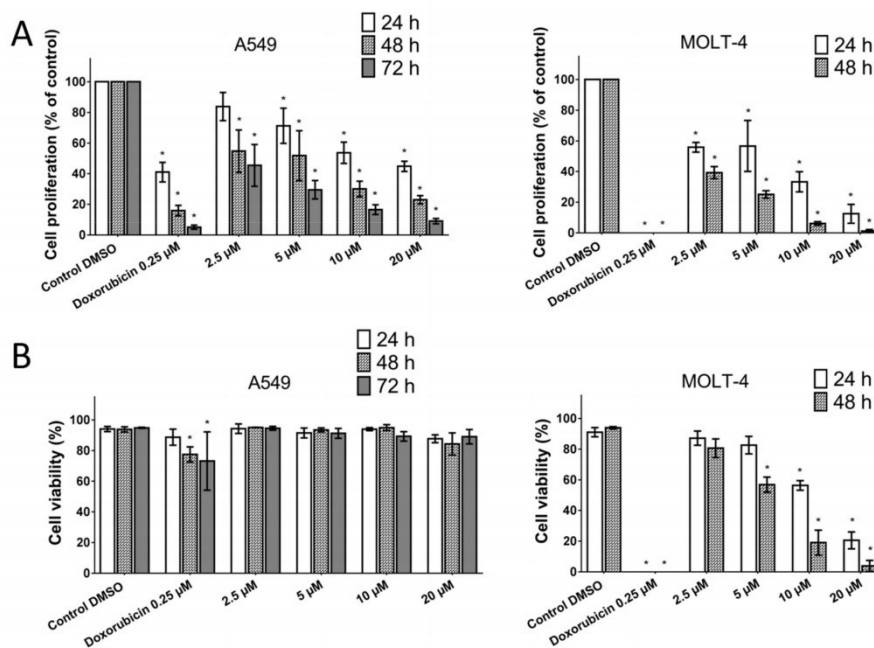 A
A549
24 h
48 h
72 h
Cell proliferation (% of control)
100
80
60
40
20
0
* * * * * * * * * * * * * *
Control DMSO
Doxorubicin 0.25 µM
2.5 µM
5 µM
10 µM
20 µM
MOLT-4
24 h
48 h
Cell proliferation (% of control)
100
80
60
40
20
0
* * * * * * * * * *
Control DMSO
Doxorubicin 0.25 µM
2.5 µM
5 µM
10 µM
20 µM
B
A549
24 h
48 h
72 h
Cell viability (%)
100
80
60
40
20
0
* *
Control DMSO
Doxorubicin 0.25 µM
2.5 µM
5 µM
10 µM
20 µM
MOLT-4
24 h
48 h
Cell viability (%)
100
80
60
40
20
0
* * * * * * *
Control DMSO
Doxorubicin 0.25 µM
2.5 µM
5 µM
10 µM
20 µM